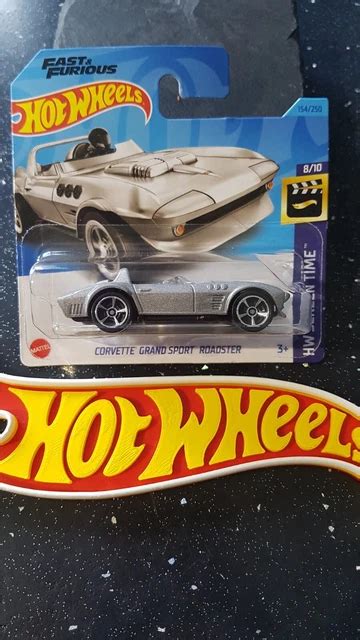 FAST & FURIOUS
HOT WHEELS
154/250
8/10
HW SCREEN TIME
MATTEL
CORVETTE GRAND SPORT ROADSTER
3+
HOT WHEELS